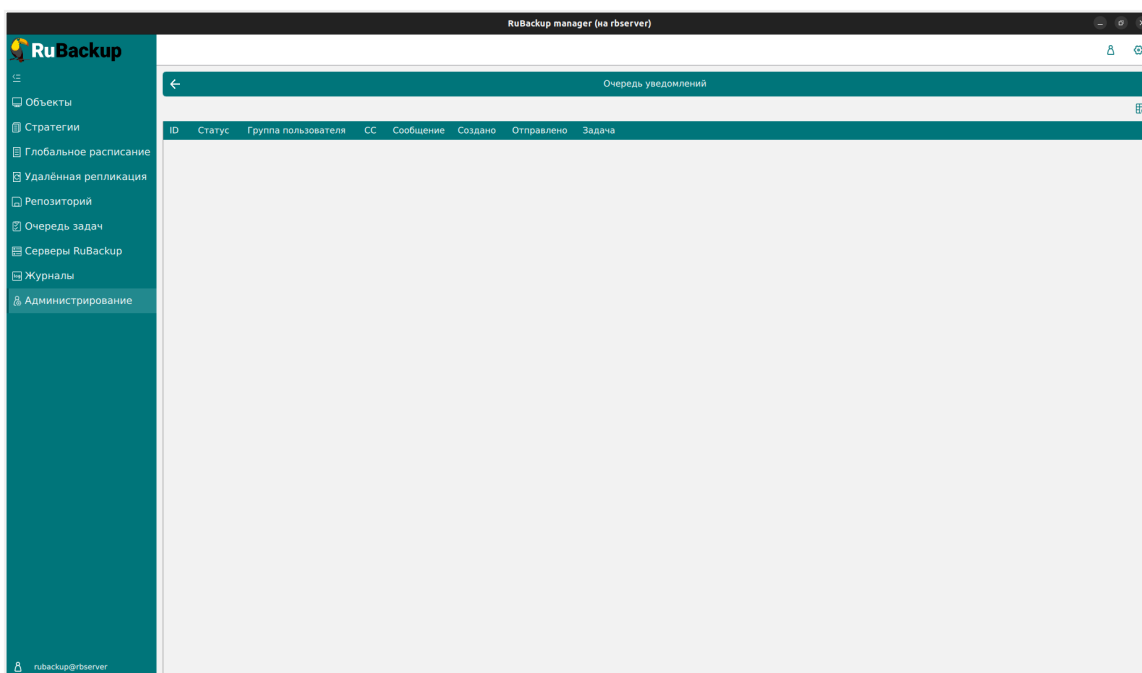 RuBackup manager (на rbserver)
RuBackup
Объекты
Стратегии
Глобальное расписание
Удалённая репликация
Репозиторий
Очередь задач
Серверы RuBackup
Журналы
Администрирование
rubackup@rbserver
Очередь уведомлений
ID Статус Группа пользователя CC Сообщение Создано Отправлено Задача